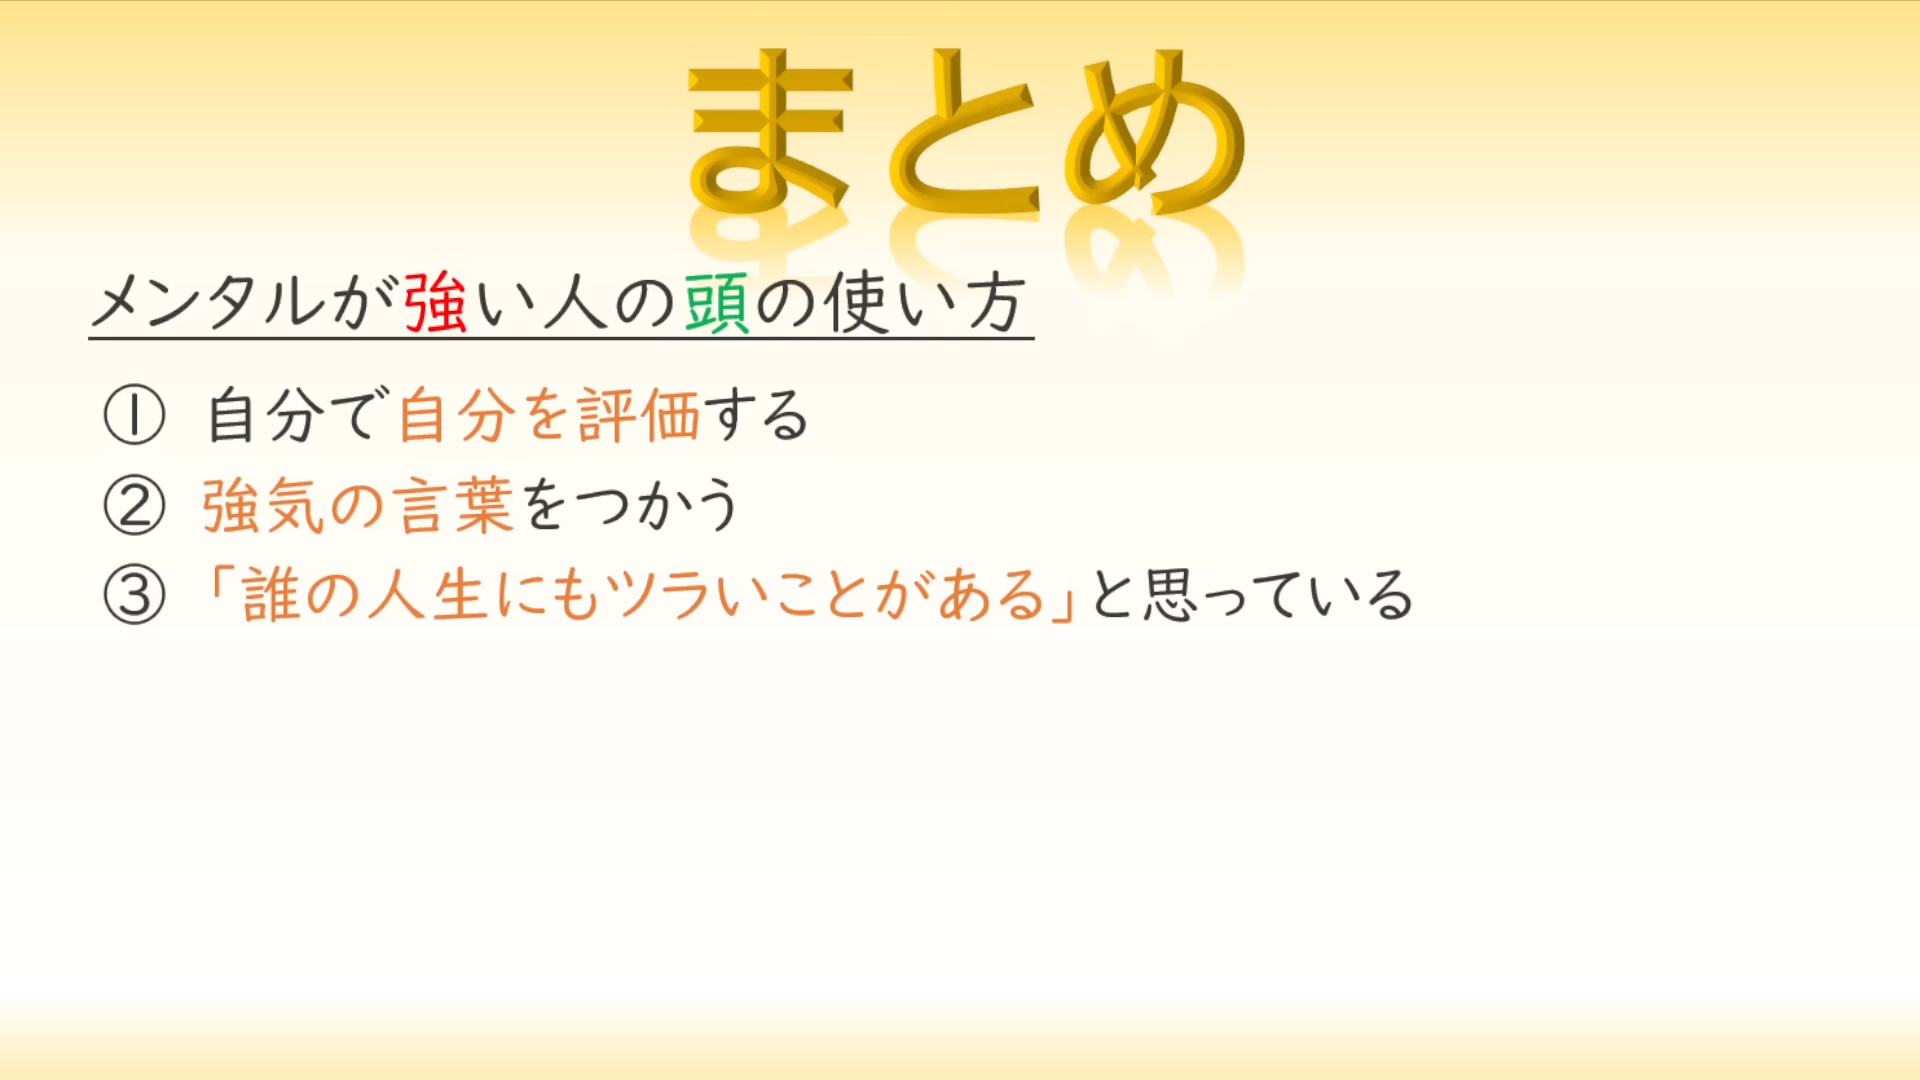 まとめ
メンタルが強い人の頭の使い方
① 自分で自分を評価する
② 強気の言葉をつかう
③ 「誰の人生にもツラいことがある」と思っている